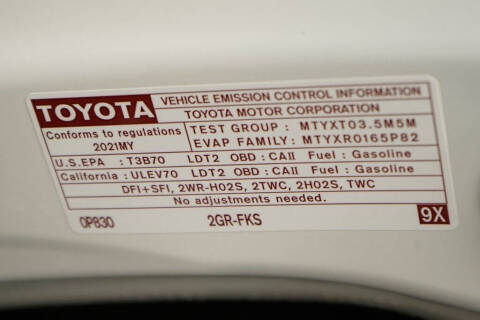 TOYOTA VEHICLE EMISSION CONTROL INFORMATION
TOYOTA MOTOR CORPORATION
Conforms to regulations TEST GROUP : MTYXT03.5M5M
2021MY EVAP FAMILY : MTYXR0165P82
U.S.EPA : T3B70 LDT2 OBD : CAII Fuel : Gasoline
California : ULEV70 LDT2 OBD : CAII Fuel : Gasoline
DFI+SFI, 2WR-HO2S, 2TWC, 2HO2S, TWC
No adjustments needed.
0P830 2GR-FKS 9X